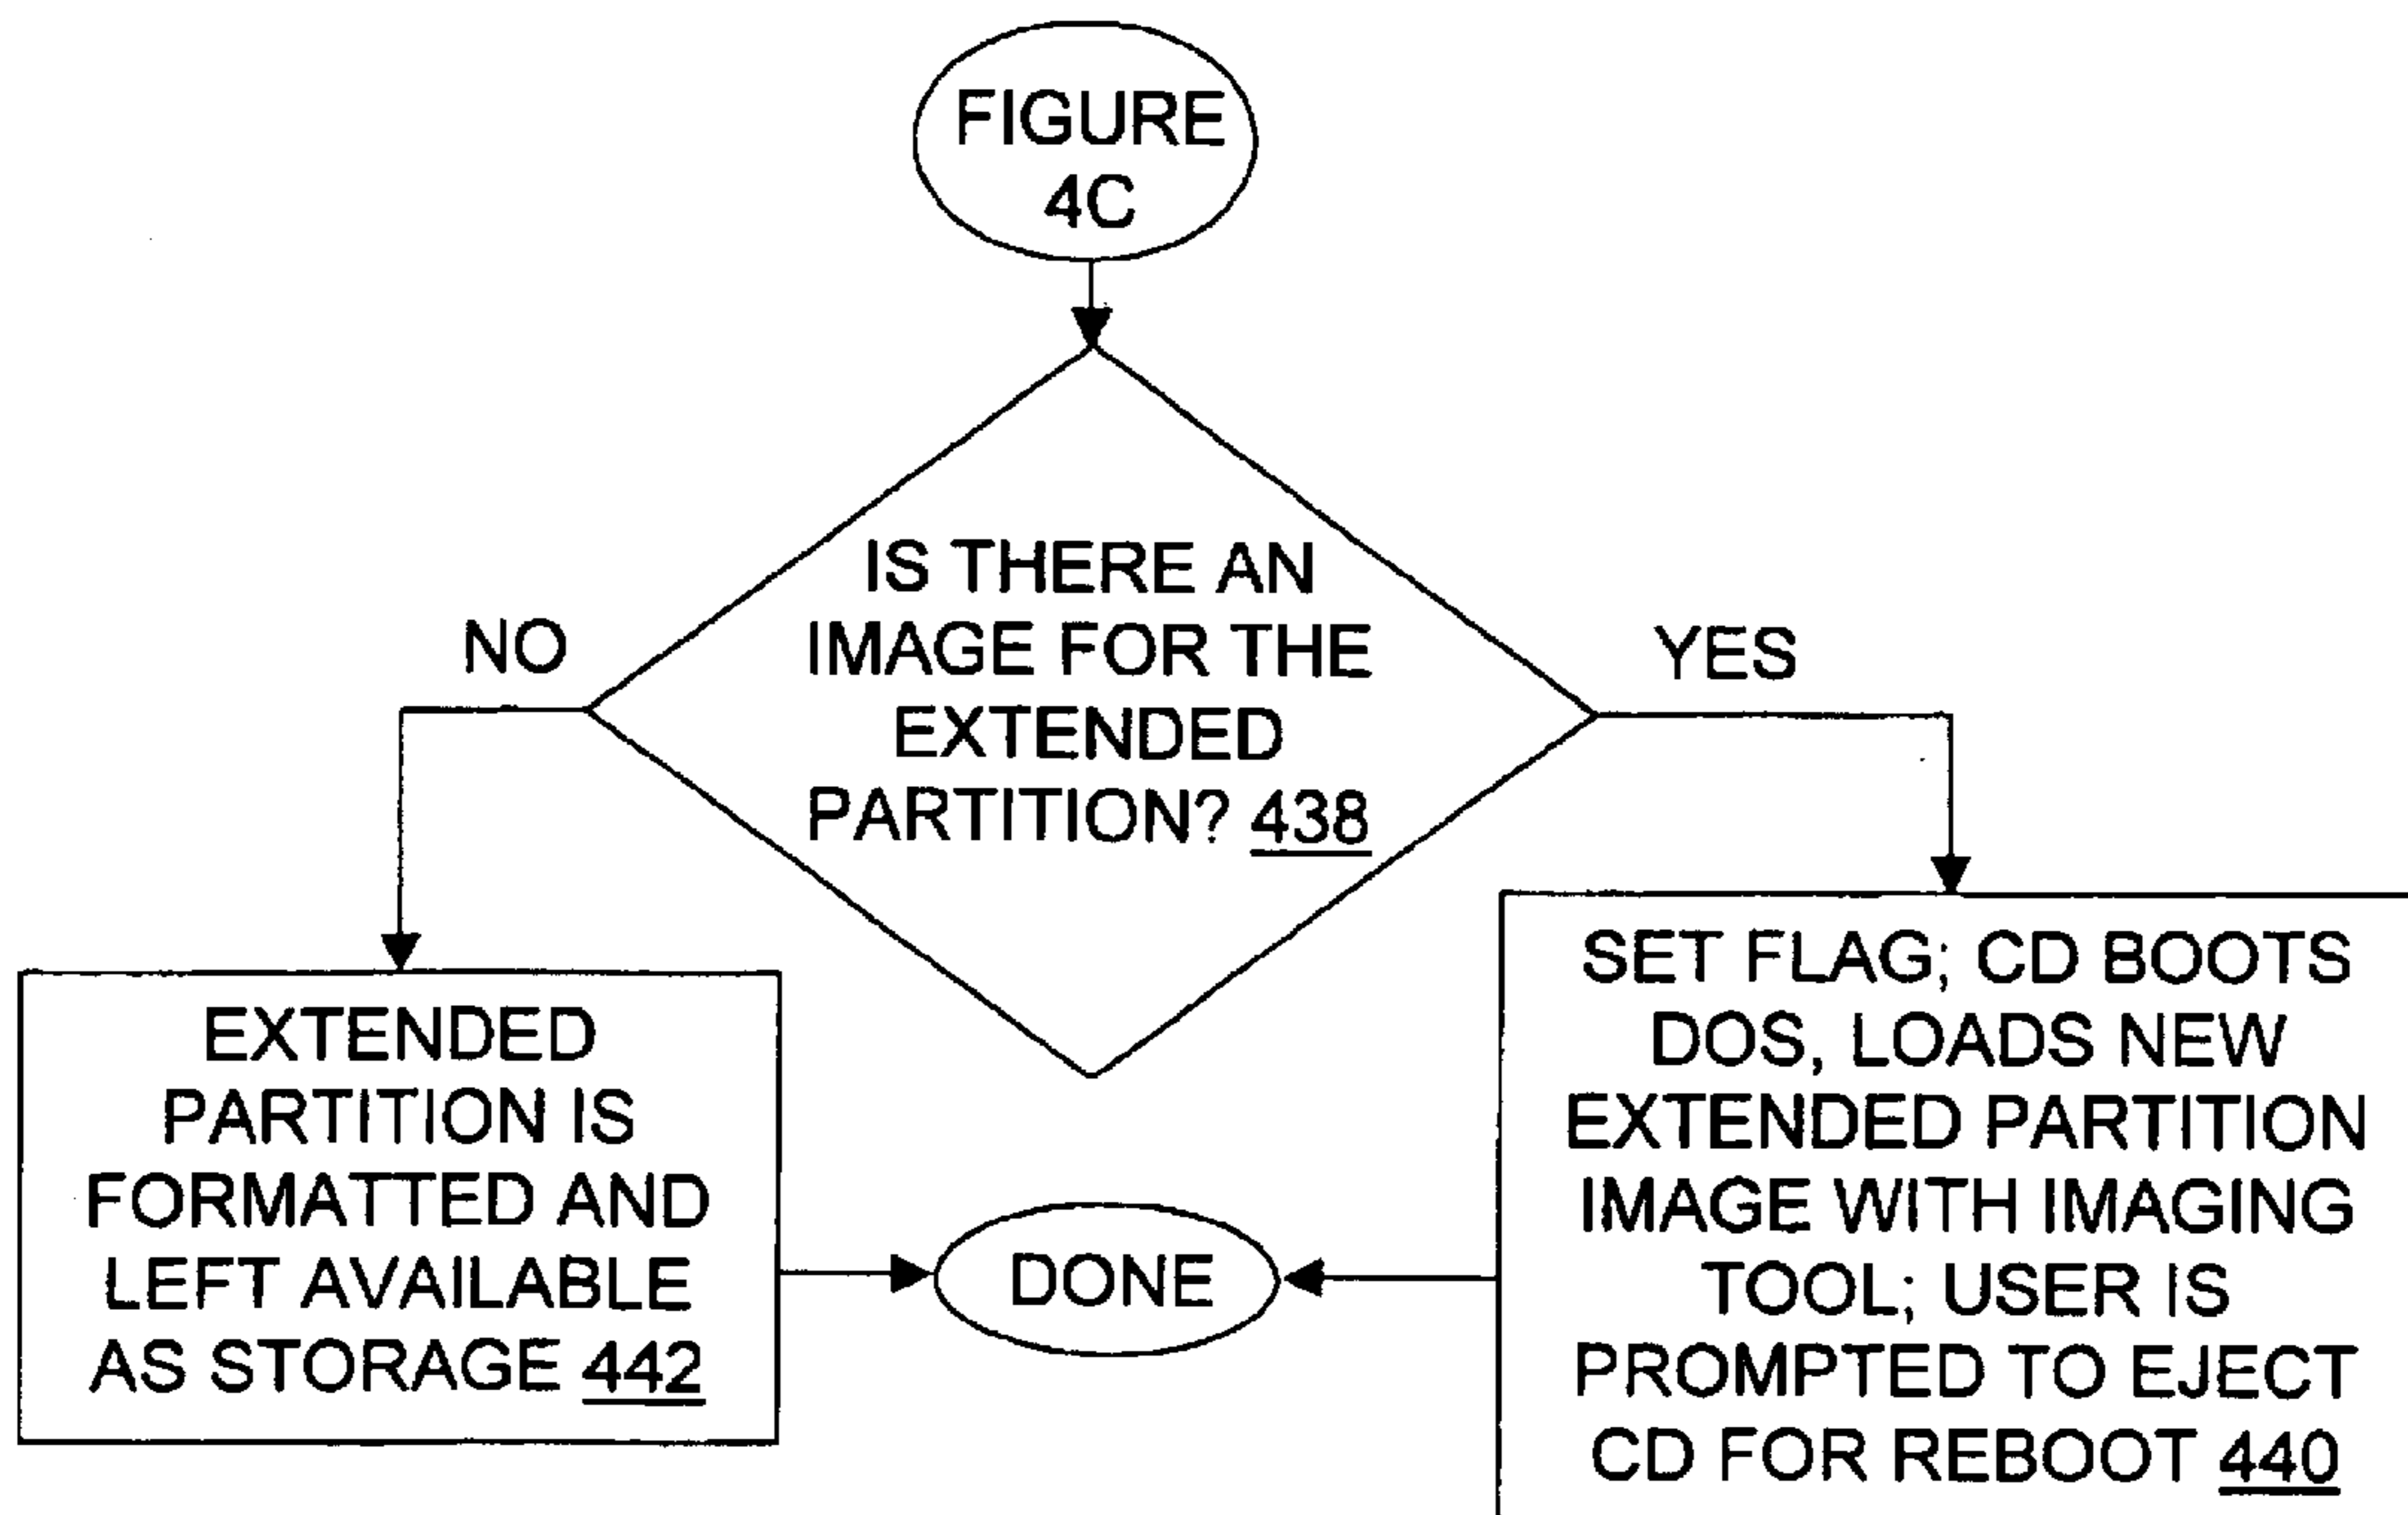 FIGURE
4C
IS THERE AN
IMAGE FOR THE
EXTENDED
PARTITION? 438
NO
YES
EXTENDED
PARTITION IS
FORMATTED AND
LEFT AVAILABLE
AS STORAGE 442
DONE
SET FLAG; CD BOOTS
DOS, LOADS NEW
EXTENDED PARTITION
IMAGE WITH IMAGING
TOOL; USER IS
PROMPTED TO EJECT
CD FOR REBOOT 440